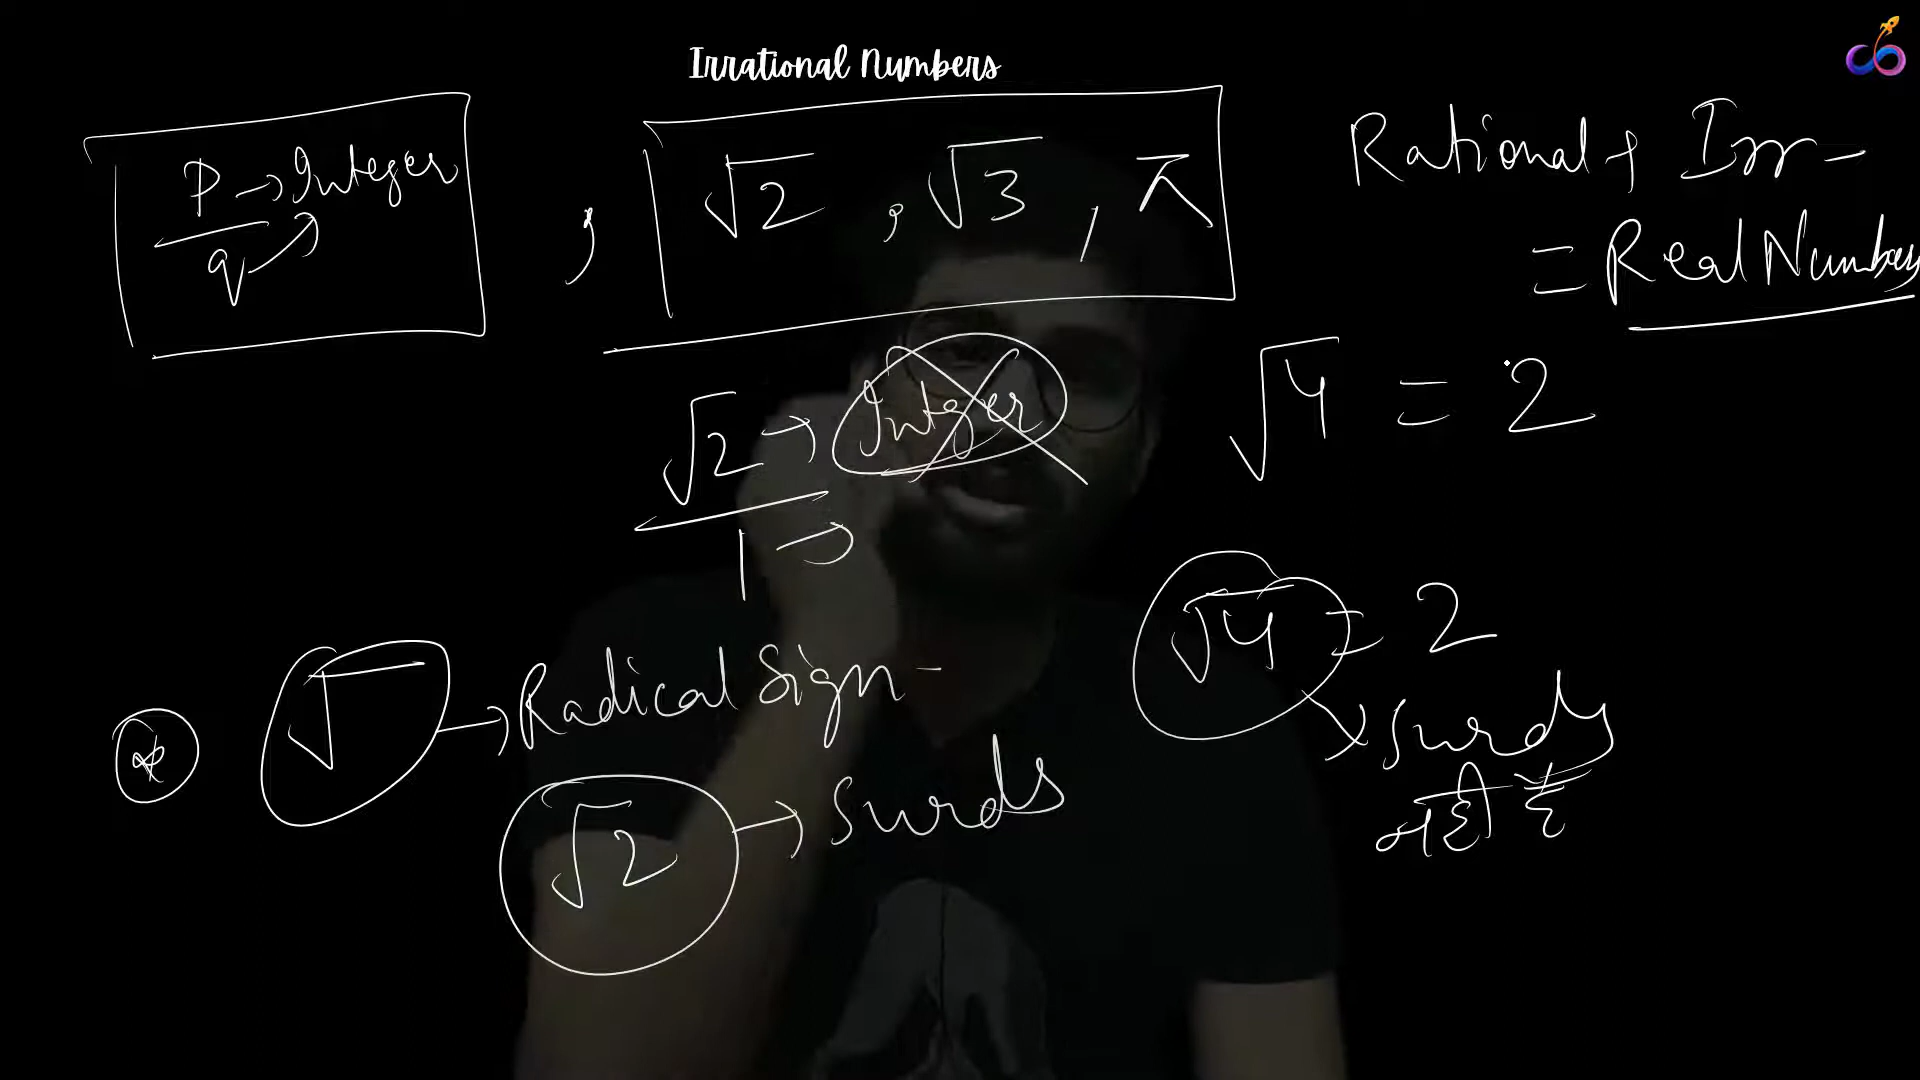 Irrational Numbers
p → Integer
q
, √2 , √3 , π
Rational + Irr -
= Real Numbers
√2 → Integer
1 →
√4 = 2
√4 = 2
→ Surds
नहीं है
* √ → Radical Sign -
√2 → Surds